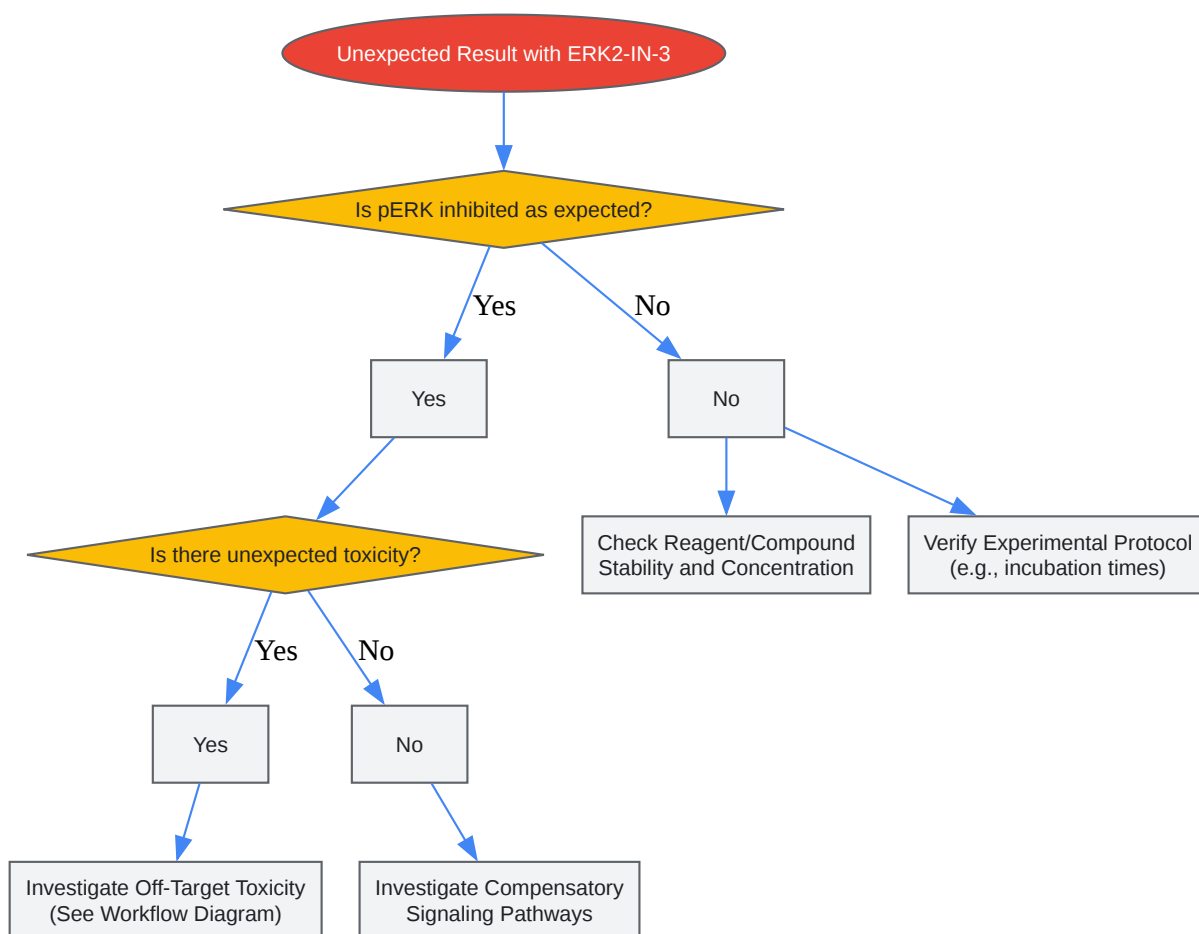 Unexpected Result with ERK2-IN-3
Is pERK inhibited as expected?
Yes
No
Yes
No
Check Reagent/Compound
Stability and Concentration
Verify Experimental Protocol
(e.g., incubation times)
Is there unexpected toxicity?
Yes
No
Yes
No
Investigate Off-Target Toxicity
(See Workflow Diagram)
Investigate Compensatory
Signaling Pathways